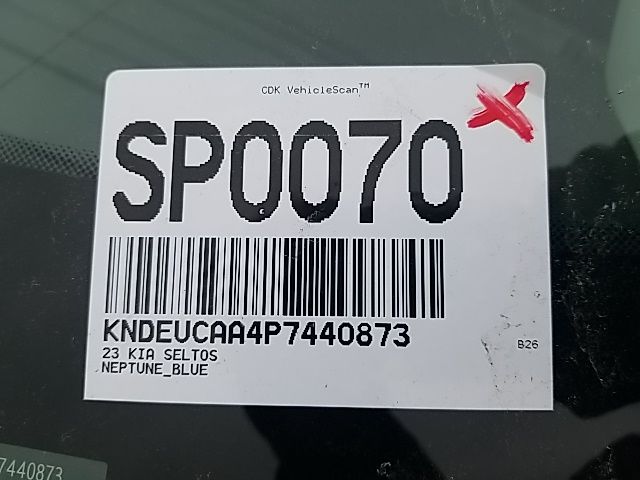 CDK VehicleScan™
SP0070
KNDEUCAA4P7440873
23 KIA SELTOS
NEPTUNE_BLUE
B26
7440873